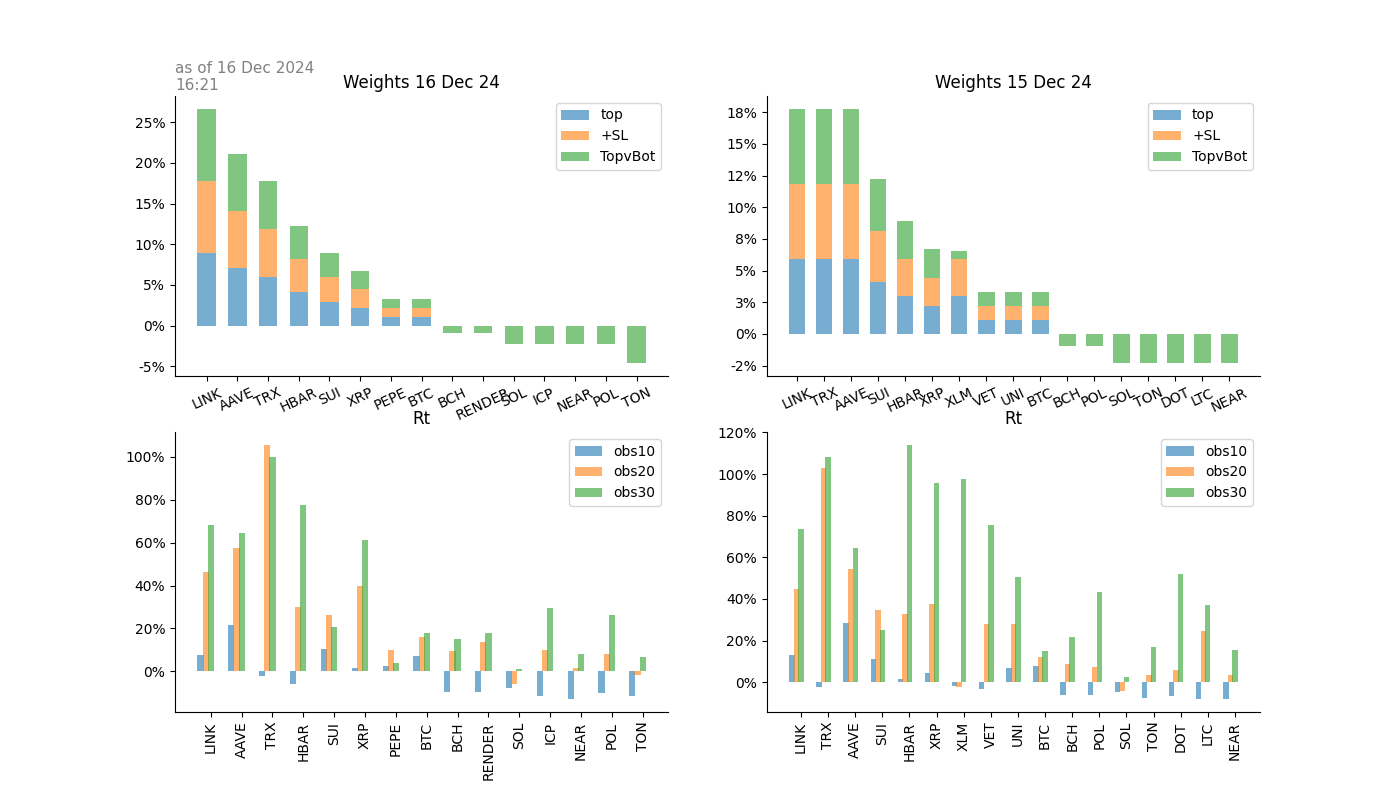 as of 16 Dec 2024
16:21
Weights 16 Dec 24
25%
20%
15%
10%
5%
0%
-5%
top
+SL
TopvBot
LINK AAVE TRX HBAR SUI XRP PEPE BTC BCH RENDER SOL ICP NEAR POL TON
Weights 15 Dec 24
18%
15%
12%
10%
8%
5%
3%
0%
-2%
top
+SL
TopvBot
LINK TRX AAVE SUI HBAR XRP XLM VET UNI BTC BCH POL SOL TON DOT LTC NEAR
Rt
100%
80%
60%
40%
20%
0%
obs10
obs20
obs30
LINK AAVE TRX HBAR SUI XRP PEPE BTC BCH RENDER SOL ICP NEAR POL TON
Rt
120%
100%
80%
60%
40%
20%
0%
obs10
obs20
obs30
LINK TRX AAVE SUI HBAR XRP XLM VET UNI BTC BCH POL SOL TON DOT LTC NEAR